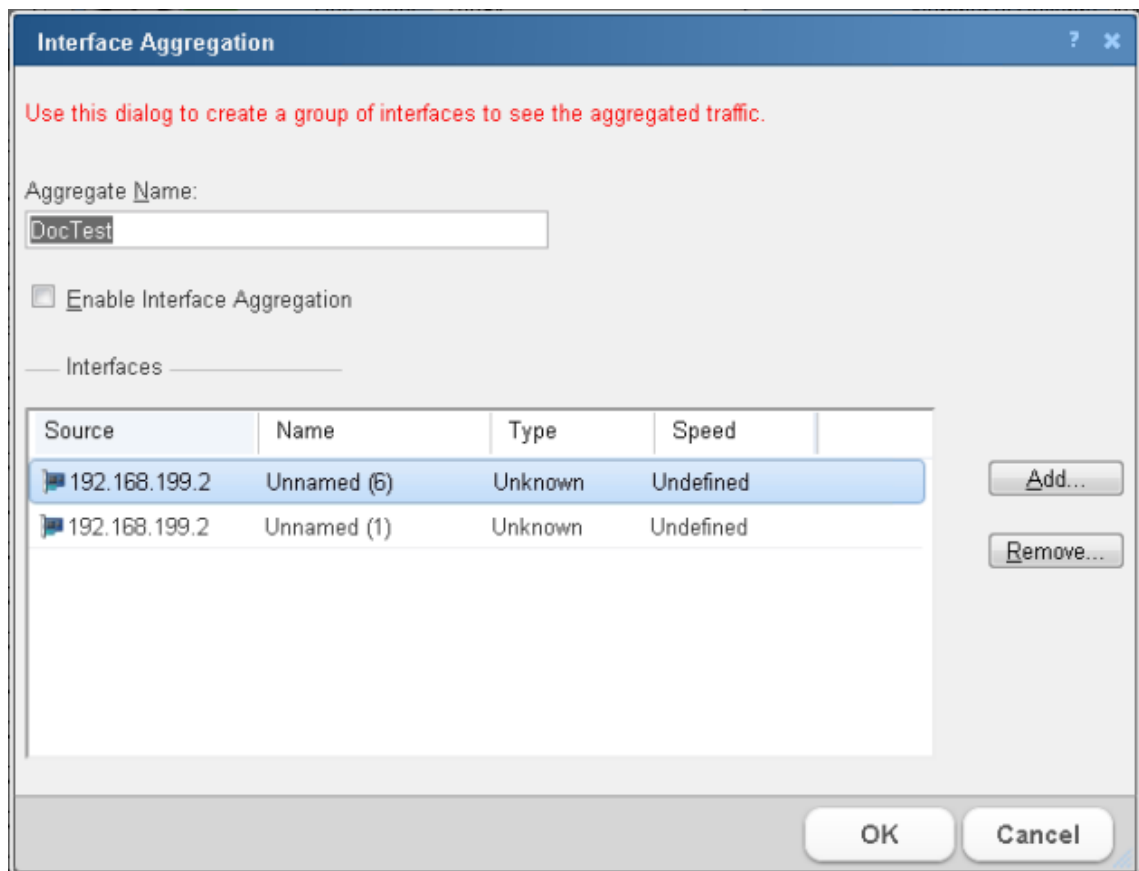 Interface Aggregation ?
Use this dialog to create a group of interfaces to see the aggregated traffic.
Aggregate Name:
DocTest
Enable Interface Aggregation
Interfaces
Source Name Type Speed
192.168.199.2 Unnamed (6) Unknown Undefined
Add...
192.168.199.2 Unnamed (1) Unknown Undefined
Remove...
OK Cancel